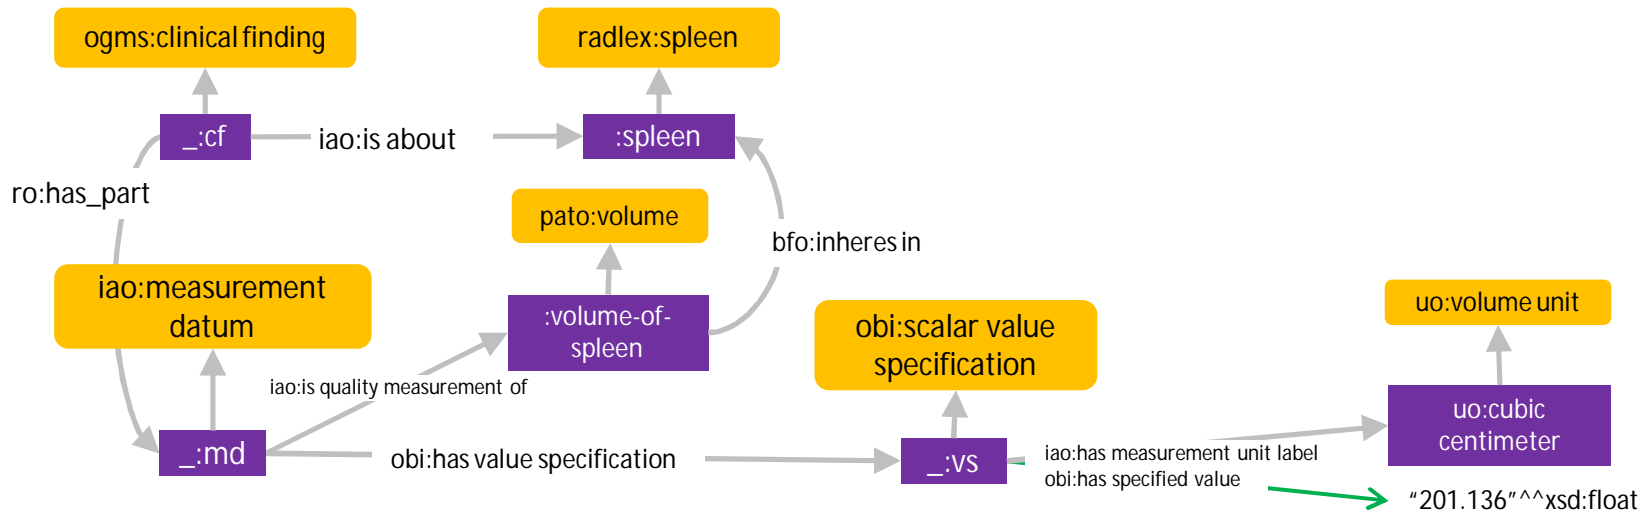 ogms:clinical finding
radlex:spleen
_:cf
iao:is about
:spleen
ro:has_part
pato:volume
bfo:inheres in
iao:measurement
datum
:volume-of-
spleen
obi:scalar value
specification
uo:volume unit
iao:is quality measurement of
uo:cubic
centimeter
_:md
obi:has value specification
_:vs
iao:has measurement unit label
obi:has specified value
“201.136”^^xsd:float